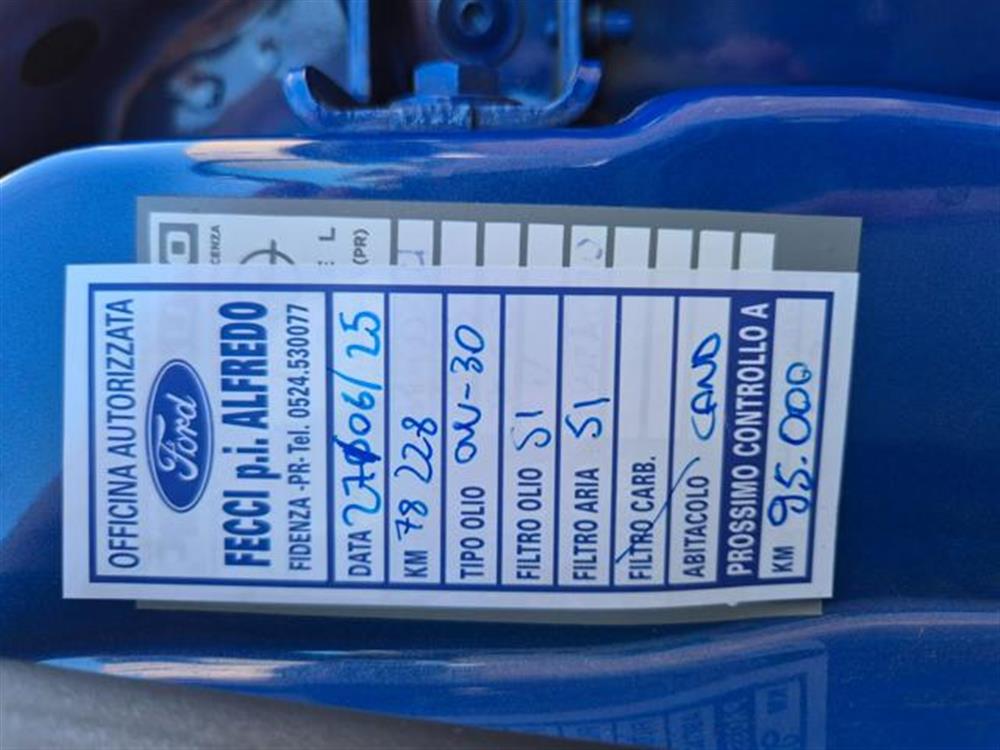 OFFICINA AUTORIZZATA
Ford
FECCI p.i. ALFREDO
FIDENZA -PR- Tel. 0524.530077
DATA 27/06/25
KM 78 228
TIPO OLIO 0W-30
FILTRO OLIO SI
FILTRO ARIA SI
FILTRO CARB.
ABITACOLO CAND
PROSSIMO CONTROLLO A
KM 95.000
(PR)